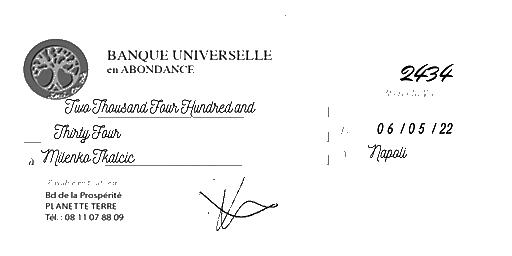 BANQUE UNIVERSELLE
en ABONDANCE
2434
Two Thousand Four Hundred and
Thirty Four
06/05/22
à Milenko Tkalcic
Napoli
Bd de la Prospérité
PLANETTE TERRE
Tél. : 08 11 07 88 09